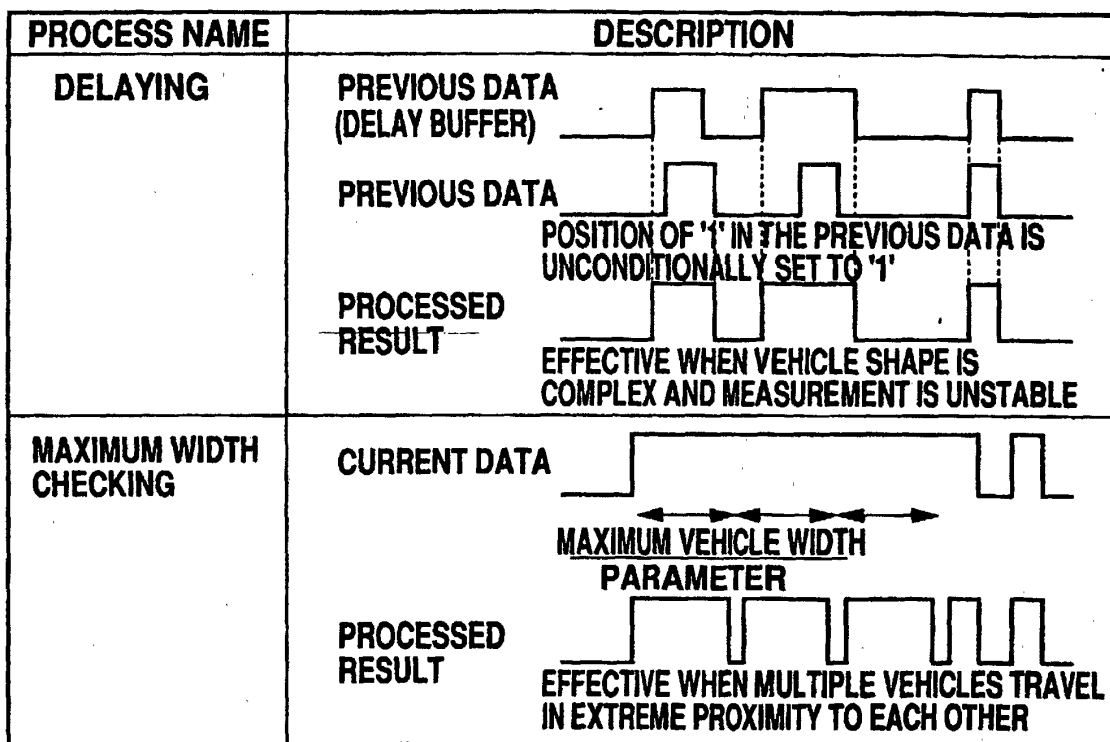 PROCESS NAME
DESCRIPTION
DELAYING
PREVIOUS DATA
(DELAY BUFFER)
PREVIOUS DATA
POSITION OF '1' IN THE PREVIOUS DATA IS
UNCONDITIONALLY SET TO '1'
PROCESSED
RESULT
EFFECTIVE WHEN VEHICLE SHAPE IS
COMPLEX AND MEASUREMENT IS UNSTABLE
MAXIMUM WIDTH
CHECKING
CURRENT DATA
MAXIMUM VEHICLE WIDTH
PARAMETER
PROCESSED
RESULT
EFFECTIVE WHEN MULTIPLE VEHICLES TRAVEL
IN EXTREME PROXIMITY TO EACH OTHER